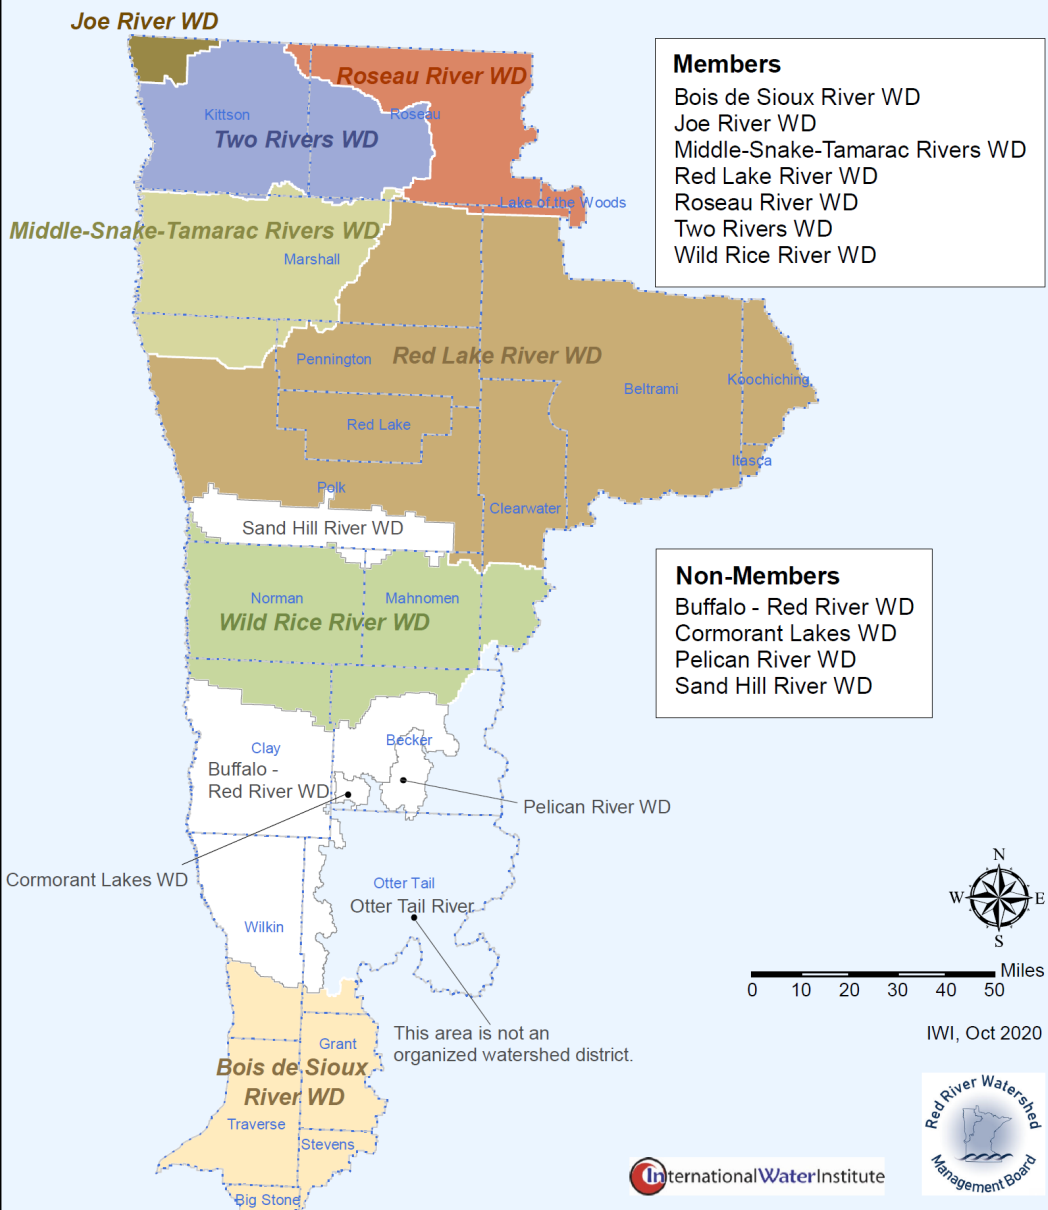 Joe River WD
Roseau River WD
Kittson
Roseau
Two Rivers WD
Lake of the Woods
Middle-Snake-Tamarac Rivers WD
Marshall
Pennington
Red Lake River WD
Beltrami
Koochiching
Red Lake
Itasca
Polk
Clearwater
Sand Hill River WD
Norman
Mahnomen
Wild Rice River WD
Clay
Becker
Buffalo -
Red River WD
Pelican River WD
Cormorant Lakes WD
Otter Tail
Otter Tail River
Wilkin
This area is not an
organized watershed district.
Grant
Bois de Sioux
River WD
Traverse
Stevens
Big Stone
Members
Bois de Sioux River WD
Joe River WD
Middle-Snake-Tamarac Rivers WD
Red Lake River WD
Roseau River WD
Two Rivers WD
Wild Rice River WD
Non-Members
Buffalo - Red River WD
Cormorant Lakes WD
Pelican River WD
Sand Hill River WD
N
W E
S
Miles
0 10 20 30 40 50
IWI, Oct 2020
Red River Watershed
Management Board
International Water Institute